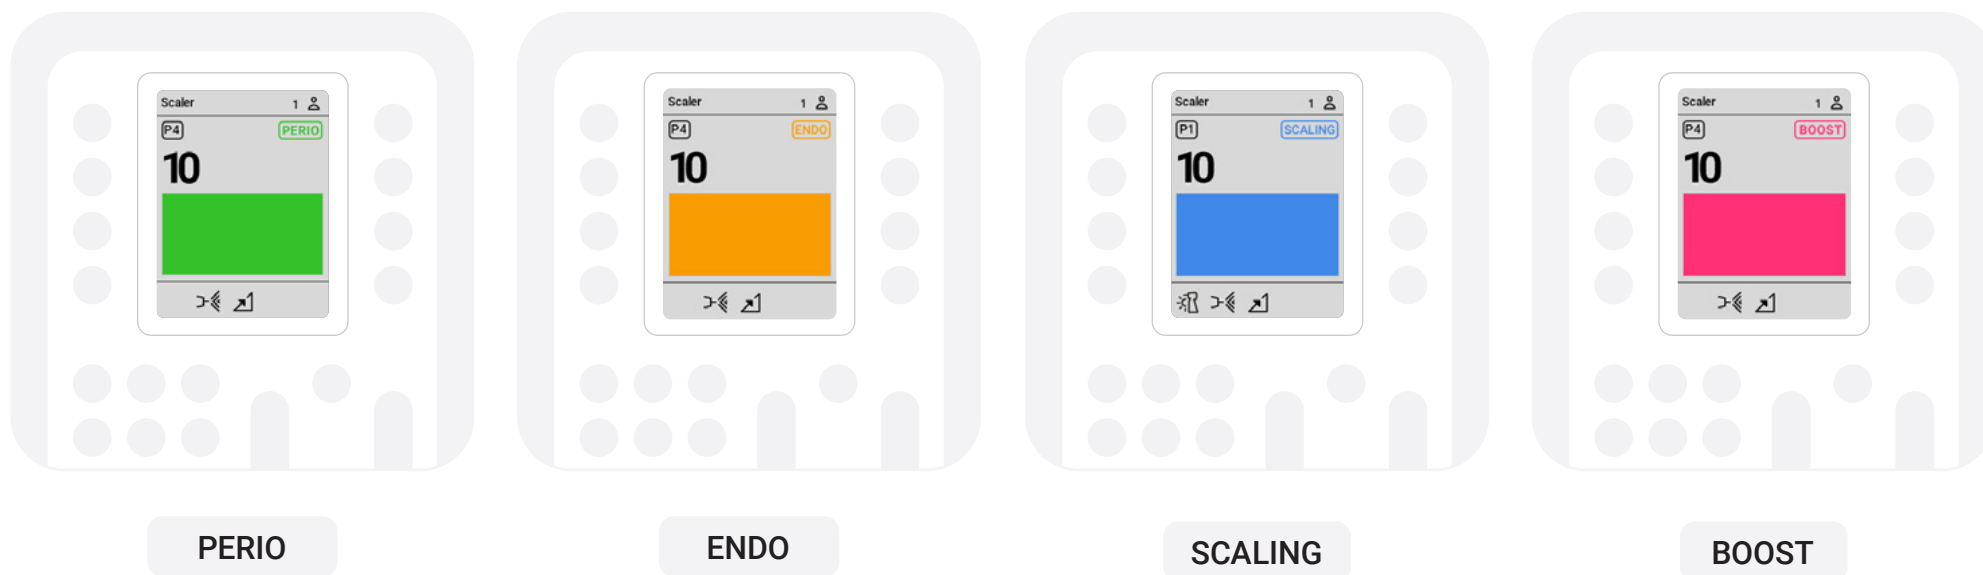 Scaler 1
P4 PERIO
10
Scaler 1
P4 ENDO
10
Scaler 1
P1 SCALING
10
Scaler 1
P4 BOOST
10
PERIO
ENDO
SCALING
BOOST